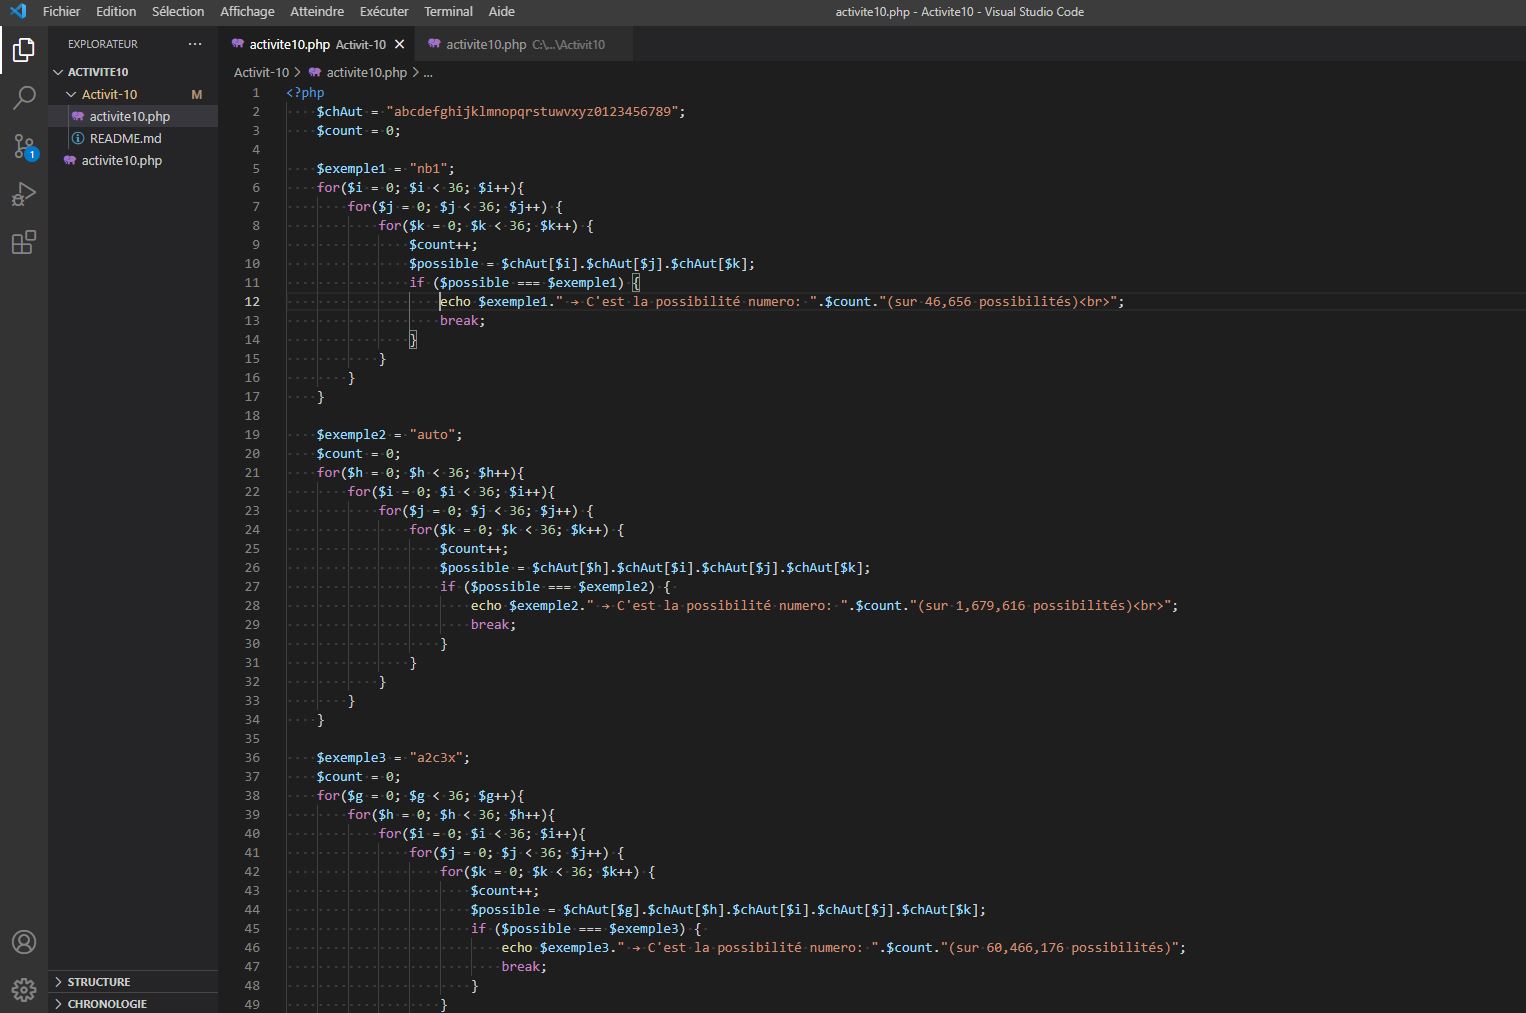 Fichier Edition Sélection Affichage Atteindre Exécuter Terminal Aide
activite10.php - Activite10 - Visual Studio Code
EXPLORATEUR ...
ACTIVITE10
Activit-10 M
activite10.php
README.md
activite10.php
1
STRUCTURE
CHRONOLOGIE
activite10.php Activit-10
activite10.php C:\...\Activit10
Activit-10 > activite10.php > ...
1 <?php
2 $chAut = "abcdefghijklmnopqrstuwvxyz0123456789";
3 $count = 0;
4
5 $exemple1 = "nb1";
6 for($i = 0; $i < 36; $i++){
7 for($j = 0; $j < 36; $j++) {
8 for($k = 0; $k < 36; $k++) {
9 $count++;
10 $possible = $chAut[$i].$chAut[$j].$chAut[$k];
11 if ($possible === $exemple1) {
12 echo $exemple1." → C'est la possibilité numero: ".$count."(sur 46,656 possibilités)<br>";
13 break;
14 }
15 }
16 }
17 }
18
19 $exemple2 = "auto";
20 $count = 0;
21 for($h = 0; $h < 36; $h++){
22 for($i = 0; $i < 36; $i++){
23 for($j = 0; $j < 36; $j++) {
24 for($k = 0; $k < 36; $k++) {
25 $count++;
26 $possible = $chAut[$h].$chAut[$i].$chAut[$j].$chAut[$k];
27 if ($possible === $exemple2) {
28 echo $exemple2." → C'est la possibilité numero: ".$count."(sur 1,679,616 possibilités)<br>";
29 break;
30 }
31 }
32 }
33 }
34 }
35
36 $exemple3 = "a2c3x";
37 $count = 0;
38 for($g = 0; $g < 36; $g++){
39 for($h = 0; $h < 36; $h++){
40 for($i = 0; $i < 36; $i++){
41 for($j = 0; $j < 36; $j++) {
42 for($k = 0; $k < 36; $k++) {
43 $count++;
44 $possible = $chAut[$g].$chAut[$h].$chAut[$i].$chAut[$j].$chAut[$k];
45 if ($possible === $exemple3) {
46 echo $exemple3." → C'est la possibilité numero: ".$count."(sur 60,466,176 possibilités)";
47 break;
48 }
49 }